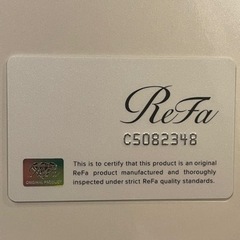 ReFa
C5082348
This is to certify that this product is an original
ReFa product manufactured and thoroughly
inspected under strict ReFa quality standards.